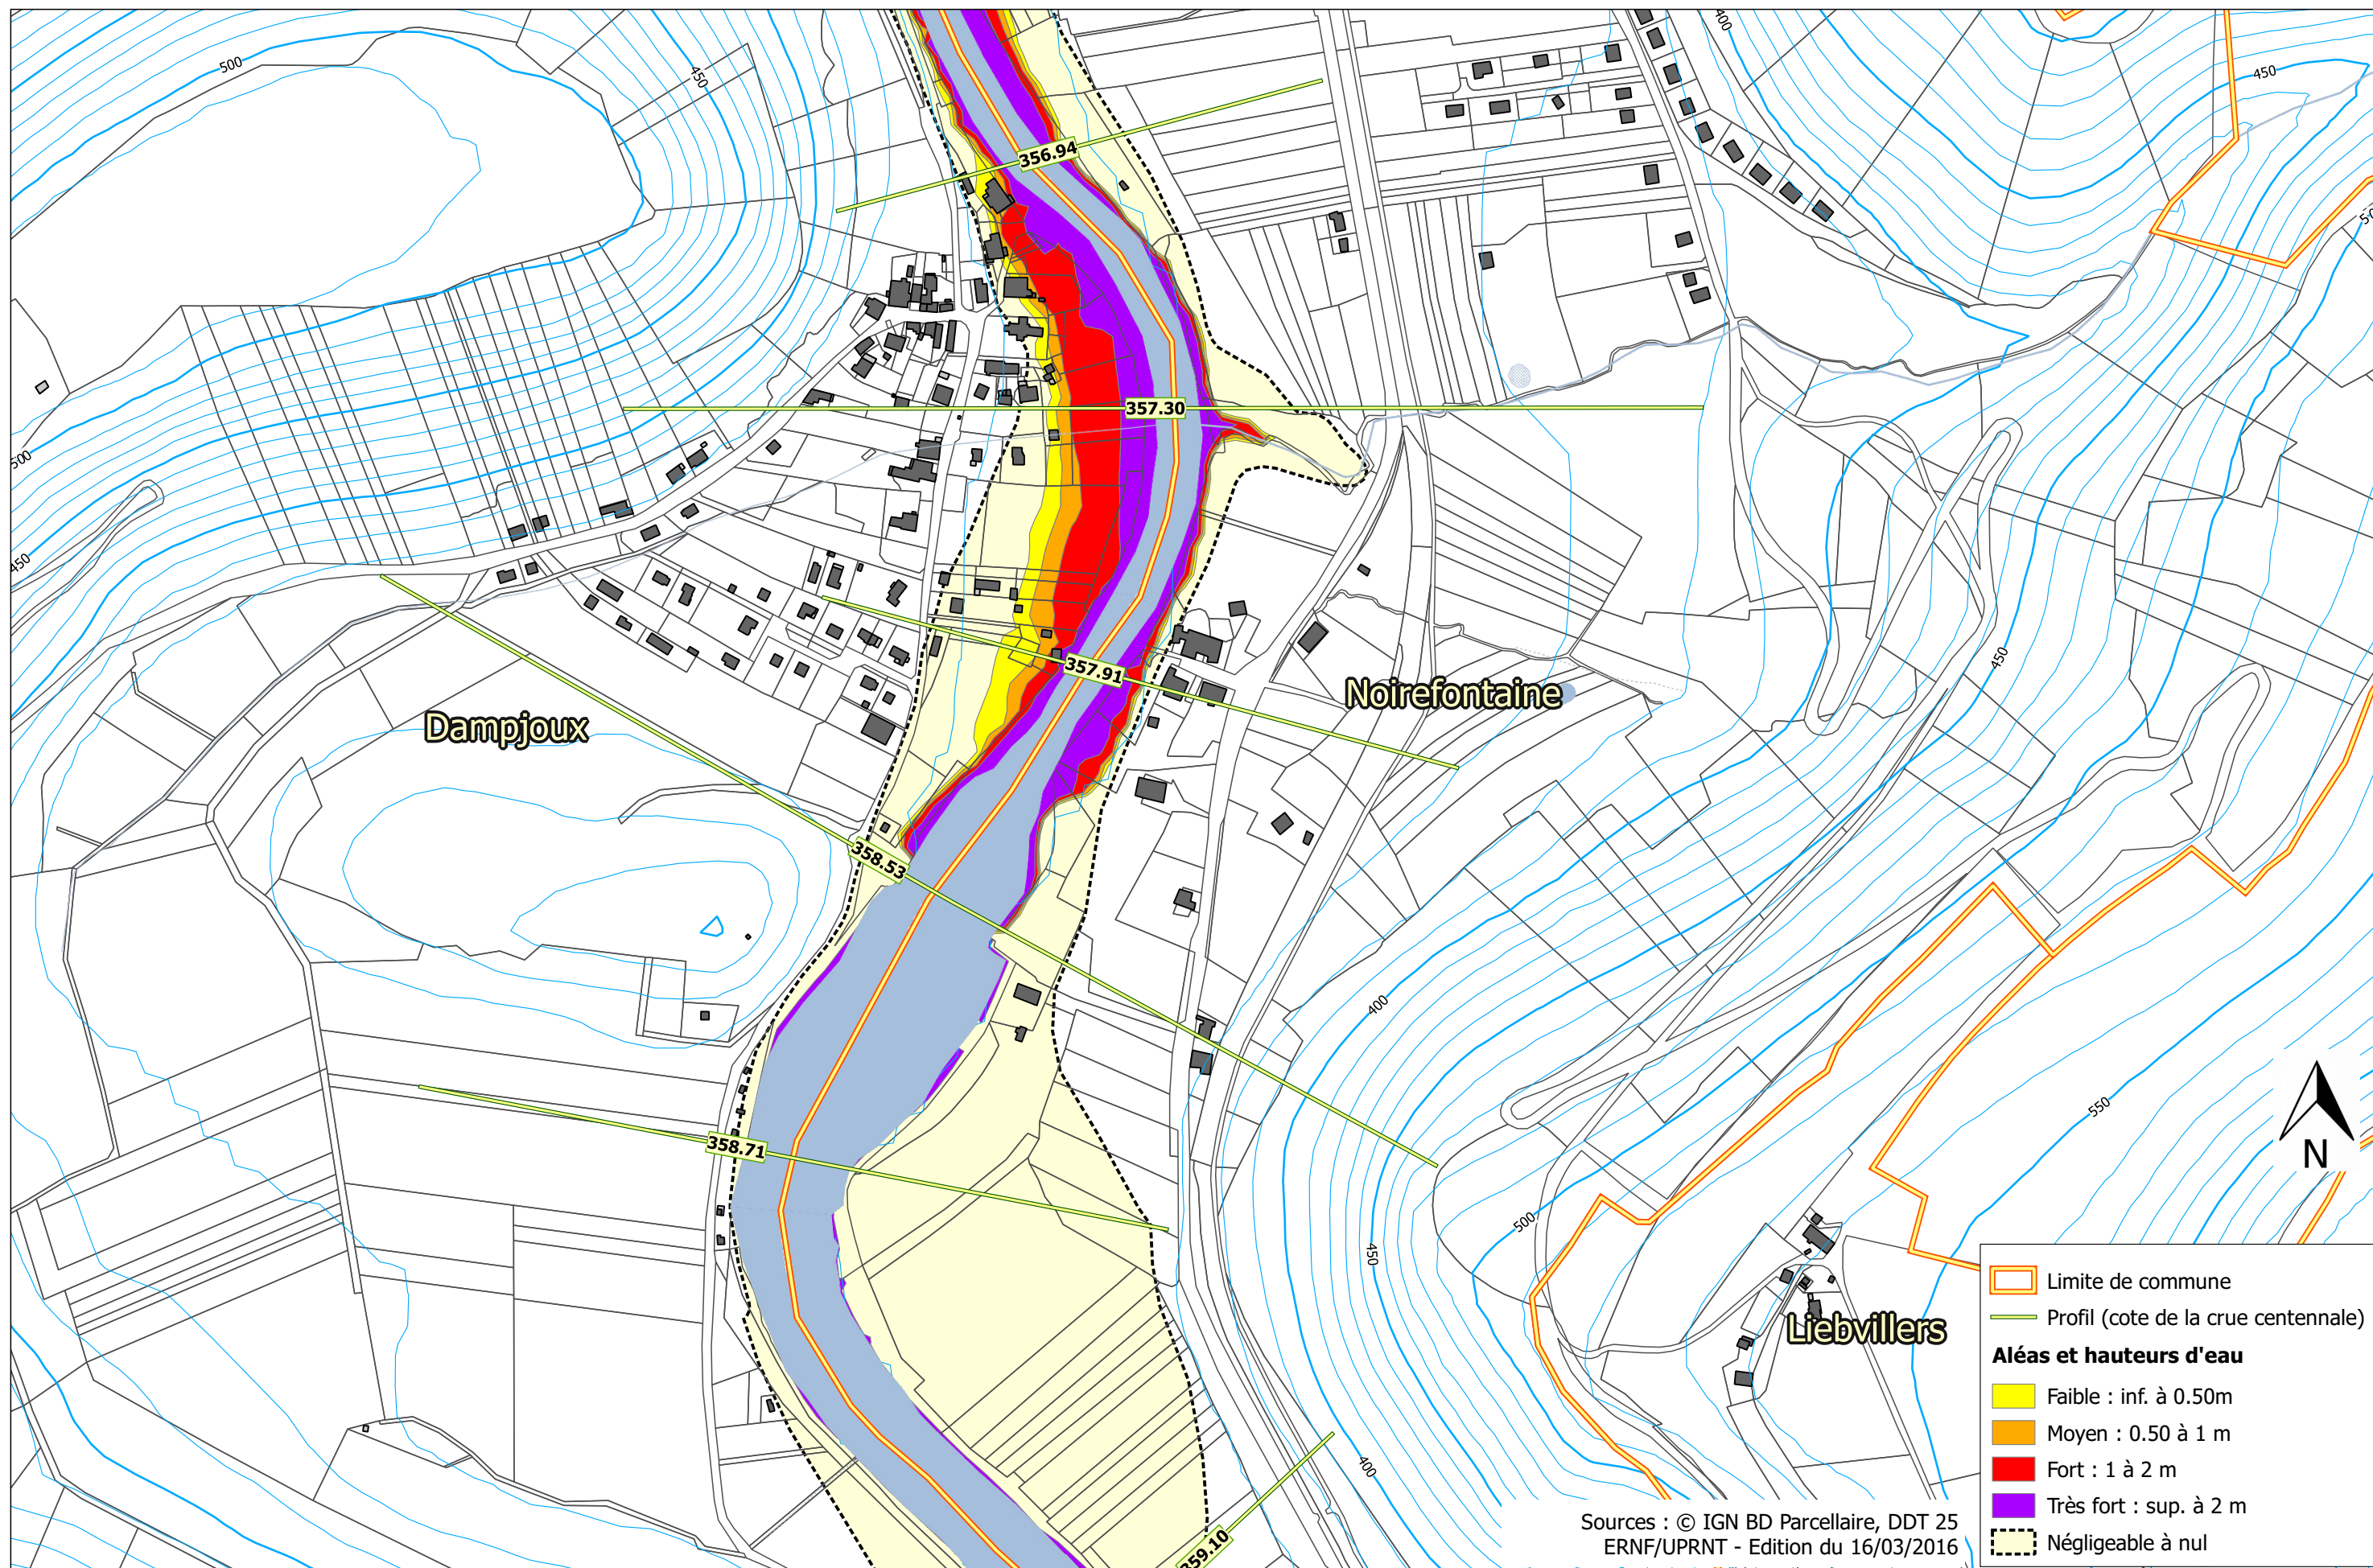 500
450
400
450
356.94
500
357.30
450
450
357.91
Noirefontaine
Dampjoux
358.53
400
550
358.71
500
450
Liebvillers
400
359.10
N
Limite de commune
Profil (cote de la crue centennale)
Aléas et hauteurs d'eau
Faible : inf. à 0.50m
Moyen : 0.50 à 1 m
Fort : 1 à 2 m
Très fort : sup. à 2 m
Négligeable à nul
Sources : © IGN BD Parcellaire, DDT 25
ERNF/UPRNT - Edition du 16/03/2016